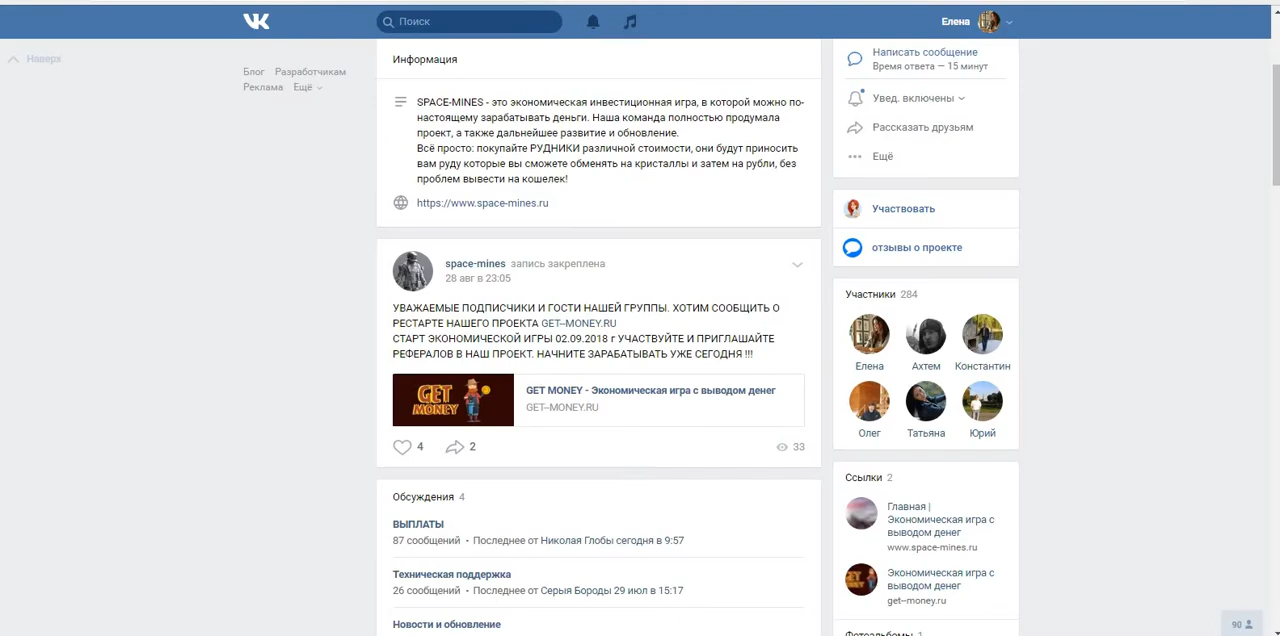 VK
Поиск
Елена
Наверх
Блог Разработчикам
Реклама Ещё
Информация
SPACE-MINES - это экономическая инвестиционная игра, в которой можно по-
настоящему зарабатывать деньги. Наша команда полностью продумала
проект, а также дальнейшее развитие и обновление.
Всё просто: покупайте РУДНИКИ различной стоимости, они будут приносить
вам руду которые вы сможете обменять на кристаллы и затем на рубли, без
проблем вывести на кошелек!
https://www.space-mines.ru
space-mines запись закреплена
28 авг в 23:05
УВАЖАЕМЫЕ ПОДПИСЧИКИ И ГОСТИ НАШЕЙ ГРУППЫ. ХОТИМ СООБЩИТЬ О
РЕСТАРТЕ НАШЕГО ПРОЕКТА GET--MONEY.RU
СТАРТ ЭКОНОМИЧЕСКОЙ ИГРЫ 02.09.2018 г УЧАСТВУЙТЕ И ПРИГЛАШАЙТЕ
РЕФЕРАЛОВ В НАШ ПРОЕКТ. НАЧНИТЕ ЗАРАБАТЫВАТЬ УЖЕ СЕГОДНЯ !!!
GET
MONEY
GET MONEY - Экономическая игра с выводом денег
GET--MONEY.RU
4 2 33
Обсуждения 4
ВЫПЛАТЫ
87 сообщений • Последнее от Николая Глобы сегодня в 9:57
Техническая поддержка
26 сообщений • Последнее от Серыя Бороды 29 июл в 15:17
Новости и обновление
Написать сообщение
Время ответа — 15 минут
Увед. включены
Рассказать друзьям
Ещё
Участвовать
отзывы о проекте
Участники 284
Елена Ахтем Константин
Олег Татьяна Юрий
Ссылки 2
Главная |
Экономическая игра с
выводом денег
www.space-mines.ru
Экономическая игра с
выводом денег
get--money.ru
Фотоальбомы 1
90